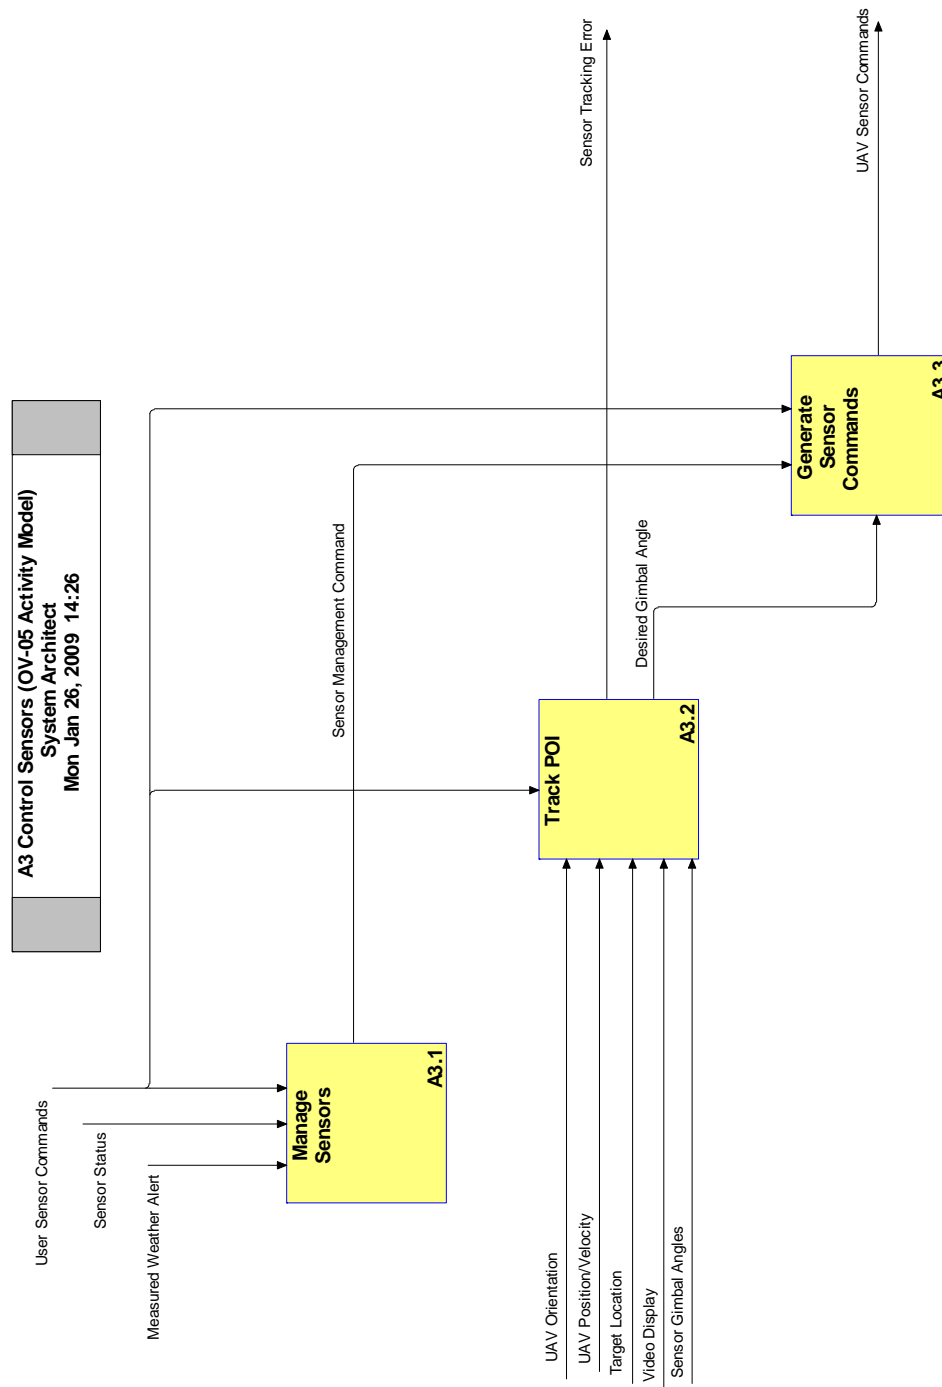 A3 Control Sensors (OV-05 Activity Model)
System Architect
Mon Jan 26, 2009 14:26
User Sensor Commands
Sensor Status
Measured Weather Alert
Manage
Sensors
A3.1
Sensor Management Command
UAV Orientation
UAV Position/Velocity
Target Location
Video Display
Sensor Gimbal Angles
Track POI
A3.2
Sensor Tracking Error
Desired Gimbal Angle
Generate
Sensor
Commands
A3.3
UAV Sensor Commands